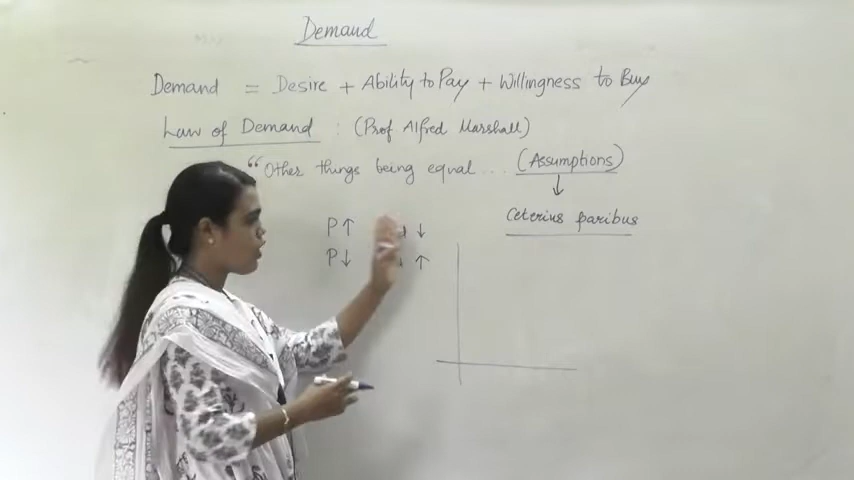 Demand
Demand = Desire + Ability to Pay + Willingness to Buy
Law of Demand : (Prof Alfred Marshall)
"Other things being equal... (Assumptions)
↓
Ceterius paribus
P↑ ↓
P↓ ↑